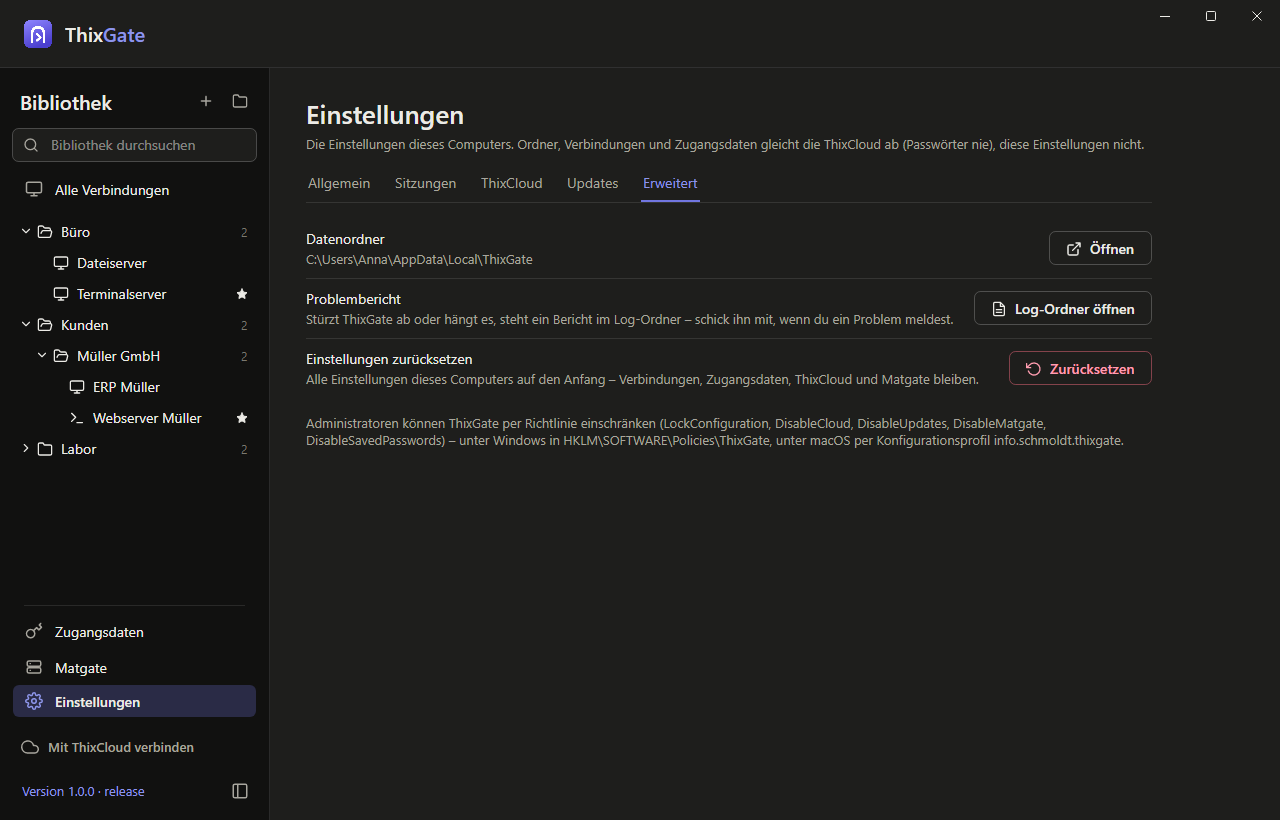 ThixGate
Bibliothek
Bibliothek durchsuchen
Alle Verbindungen
Büro 2
Dateiserver
Terminalserver
Kunden 2
Müller GmbH 2
ERP Müller
Webserver Müller
Labor 2
Zugangsdaten
Matgate
Einstellungen
Mit ThixCloud verbinden
Version 1.0.0 · release
Einstellungen
Die Einstellungen dieses Computers. Ordner, Verbindungen und Zugangsdaten gleicht die ThixCloud ab (Passwörter nie), diese Einstellungen nicht.
Allgemein Sitzungen ThixCloud Updates Erweitert
Datenordner
C:\Users\Anna\AppData\Local\ThixGate
Öffnen
Problembericht
Stürzt ThixGate ab oder hängt es, steht ein Bericht im Log-Ordner – schick ihn mit, wenn du ein Problem meldest.
Log-Ordner öffnen
Einstellungen zurücksetzen
Alle Einstellungen dieses Computers auf den Anfang – Verbindungen, Zugangsdaten, ThixCloud und Matgate bleiben.
Zurücksetzen
Administratoren können ThixGate per Richtlinie einschränken (LockConfiguration, DisableCloud, DisableUpdates, DisableMatgate,
DisableSavedPasswords) – unter Windows in HKLM\SOFTWARE\Policies\ThixGate, unter macOS per Konfigurationsprofil info.schmoldt.thixgate.